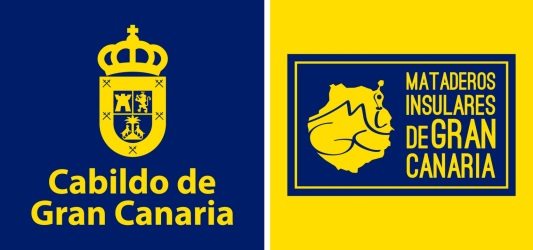 Cabildo de
Gran Canaria
MATADEROS
INSULARES
DE GRAN
CANARIA